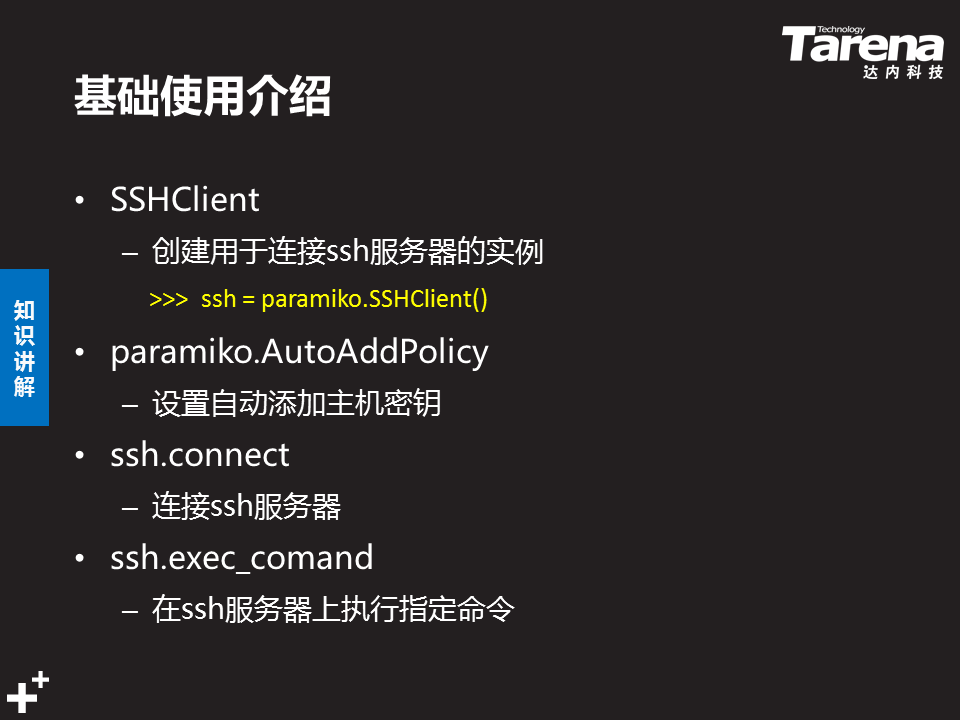 Technology
Tarena
达内科技
基础使用介绍
• SSHClient
– 创建用于连接ssh服务器的实例
>>> ssh = paramiko.SSHClient()
• paramiko.AutoAddPolicy
– 设置自动添加主机密钥
• ssh.connect
– 连接ssh服务器
• ssh.exec_comand
– 在ssh服务器上执行指定命令
知识讲解